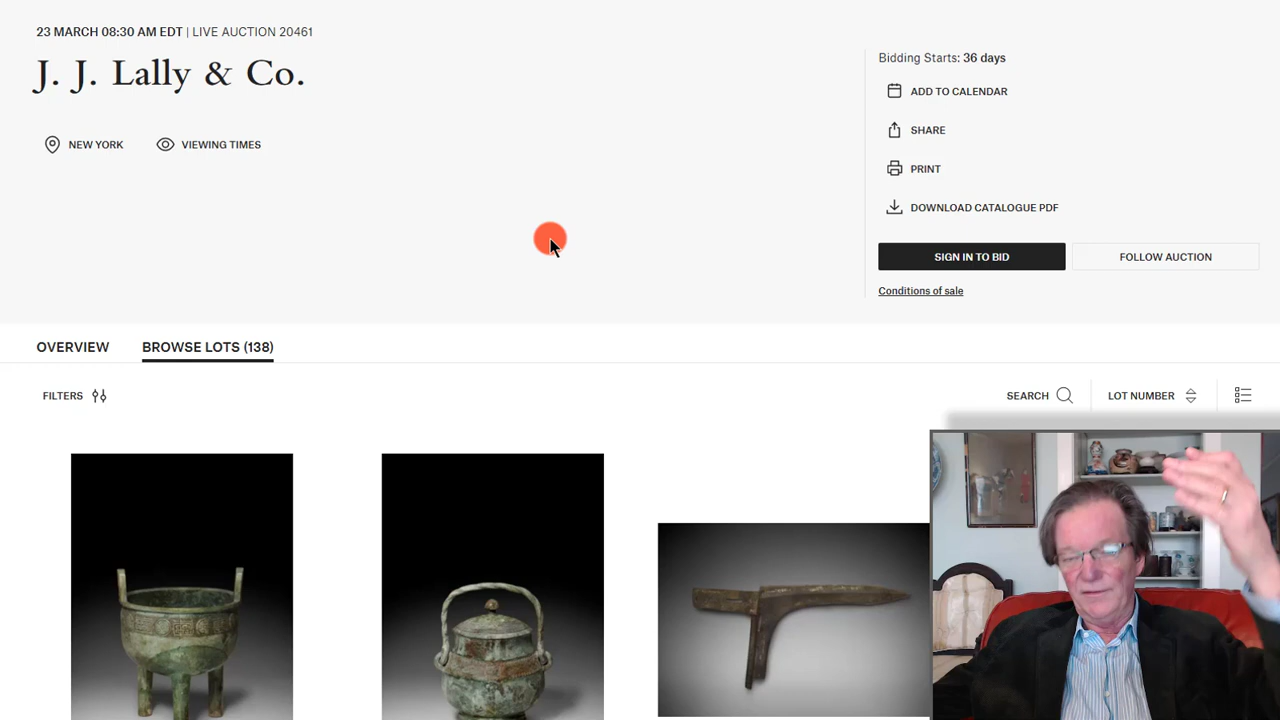 23 MARCH 08:30 AM EDT | LIVE AUCTION 20461
J. J. Lally & Co.
NEW YORK
VIEWING TIMES
Bidding Starts: 36 days
ADD TO CALENDAR
SHARE
PRINT
DOWNLOAD CATALOGUE PDF
SIGN IN TO BID
FOLLOW AUCTION
Conditions of sale
OVERVIEW
BROWSE LOTS (138)
FILTERS
SEARCH
LOT NUMBER